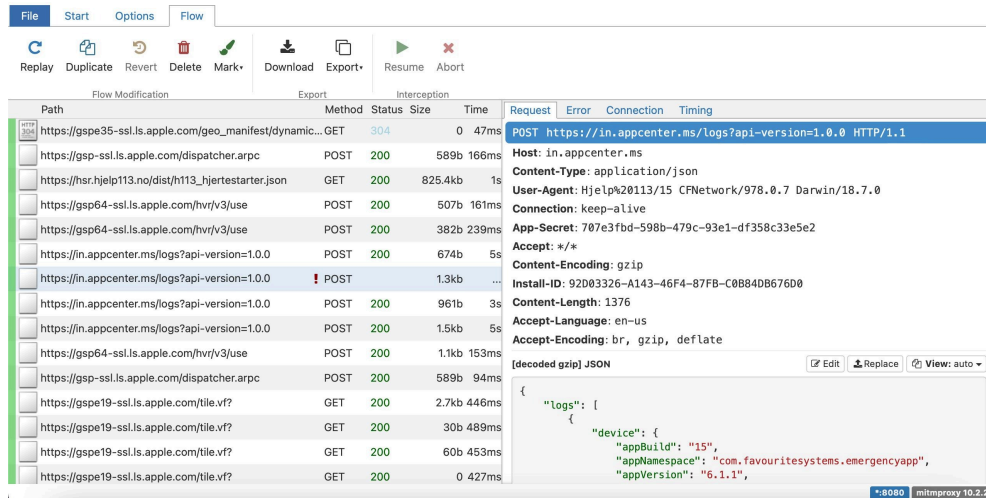 File Start Options Flow
Replay Duplicate Revert Delete Mark▾ Download Export▾ Resume Abort
Flow Modification Export Interception
Path Method Status Size Time
HTTP 304 https://gspe35-ssl.ls.apple.com/geo_manifest/dynamic... GET 304 0 47ms
https://gsp-ssl.ls.apple.com/dispatcher.arpc POST 200 589b 166ms
https://hsr.hjelp113.no/dist/h113_hjertestarter.json GET 200 825.4kb 1s
https://gsp64-ssl.ls.apple.com/hvr/v3/use POST 200 507b 161ms
https://gsp64-ssl.ls.apple.com/hvr/v3/use POST 200 382b 239ms
https://in.appcenter.ms/logs?api-version=1.0.0 POST 200 674b 5s
https://in.appcenter.ms/logs?api-version=1.0.0 ! POST 1.3kb ...
https://in.appcenter.ms/logs?api-version=1.0.0 POST 200 961b 3s
https://in.appcenter.ms/logs?api-version=1.0.0 POST 200 1.5kb 5s
https://gsp64-ssl.ls.apple.com/hvr/v3/use POST 200 1.1kb 153ms
https://gsp-ssl.ls.apple.com/dispatcher.arpc POST 200 589b 94ms
https://gspe19-ssl.ls.apple.com/tile.vf? GET 200 2.7kb 446ms
https://gspe19-ssl.ls.apple.com/tile.vf? GET 200 30b 489ms
https://gspe19-ssl.ls.apple.com/tile.vf? GET 200 60b 453ms
https://gspe19-ssl.ls.apple.com/tile.vf? GET 200 0 427ms
Request Error Connection Timing
POST https://in.appcenter.ms/logs?api-version=1.0.0 HTTP/1.1
Host: in.appcenter.ms
Content-Type: application/json
User-Agent: Hjelp%20113/15 CFNetwork/978.0.7 Darwin/18.7.0
Connection: keep-alive
App-Secret: 707e3fbd-598b-479c-93e1-df358c33e5e2
Accept: */*
Content-Encoding: gzip
Install-ID: 92D03326-A143-46F4-87FB-C0B84DB676D0
Content-Length: 1376
Accept-Language: en-us
Accept-Encoding: br, gzip, deflate
[decoded gzip] JSON Edit Replace View: auto ▾
{
"logs": [
{
"device": {
"appBuild": "15",
"appNamespace": "com.favouritesystems.emergencyapp",
"appVersion": "6.1.1",
*:8080 mitmproxy 10.2.2